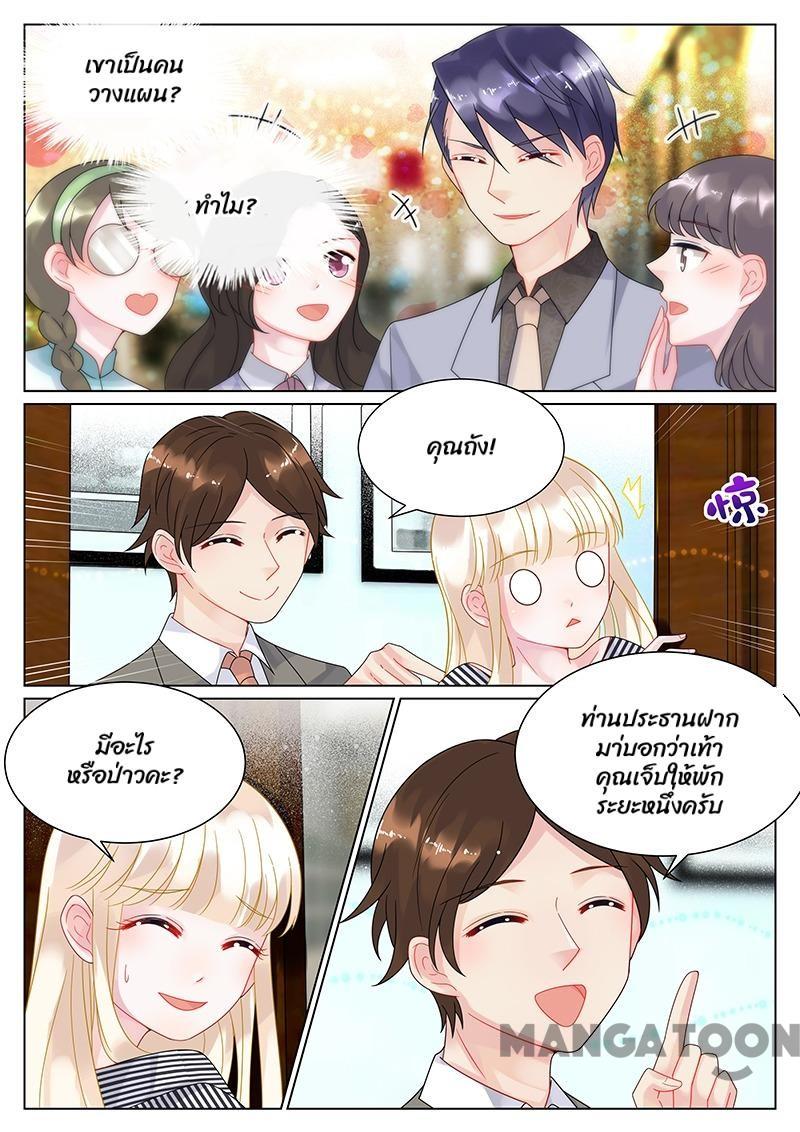 เขาเป็นคน
วางแผน?
ทำไม?
คุณถัง!
惊
มีอะไร
หรือป่าวคะ?
ท่านประธานฝาก
มาบอกว่าเท้า
คุณเจ็บให้พัก
ระยะหนึ่งครับ
MANGATOON